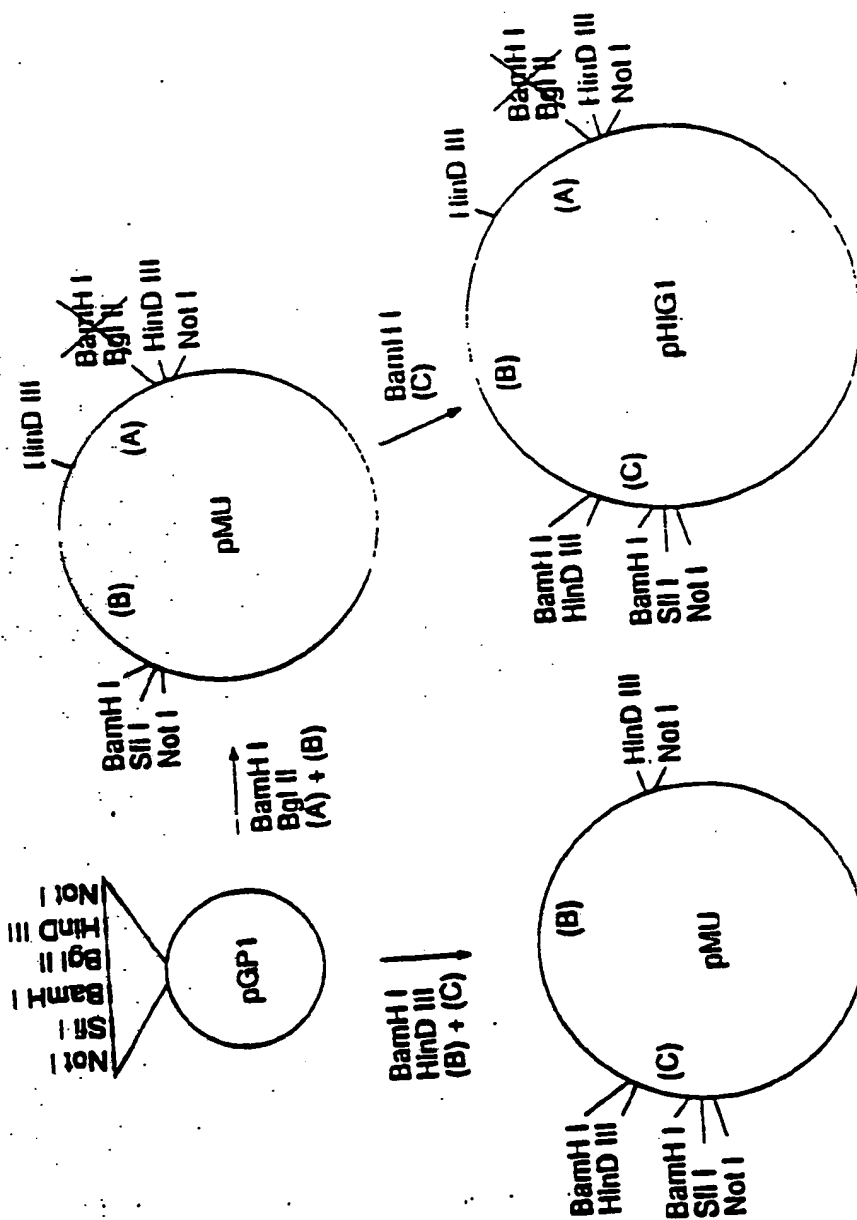 Not I
Sfi I
BamH I
Bgl II
HinD III
Not I
pGP1
BamH I
Bgl II
(A) + (B)
BamH I
Sfi I
Not I
(B)
pMU
(A)
HinD III
BamH I
Bgl II
HinD III
Not I
BamH I
HinD III
(B) + (C)
BamH I
(C)
BamH I
HinD III
(C)
BamH I
Sfi I
Not I
(B)
pMU
HinD III
Not I
BamH I
HinD III
(C)
BamH I
Sfi I
Not I
(B)
pHIG1
(A)
HinD III
BamH I
Bgl II
HinD III
Not I